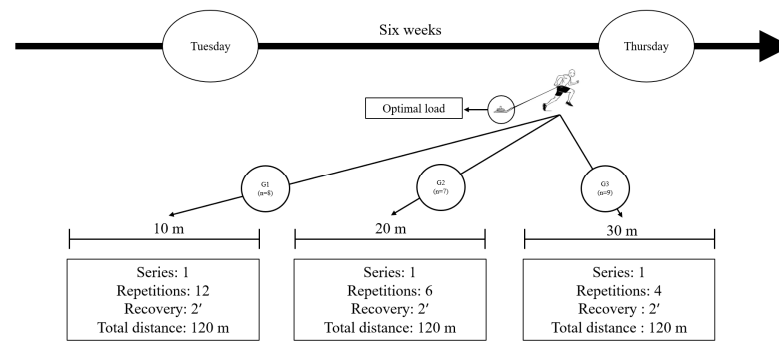 Six weeks
Tuesday
Thursday
Optimal load
G1
(n=8)
G2
(n=7)
G3
(n=9)
10 m
20 m
30 m
Series: 1
Repetitions: 12
Recovery: 2′
Total distance: 120 m
Series: 1
Repetitions: 6
Recovery: 2′
Total distance: 120 m
Series: 1
Repetitions: 4
Recovery : 2′
Total distance : 120 m